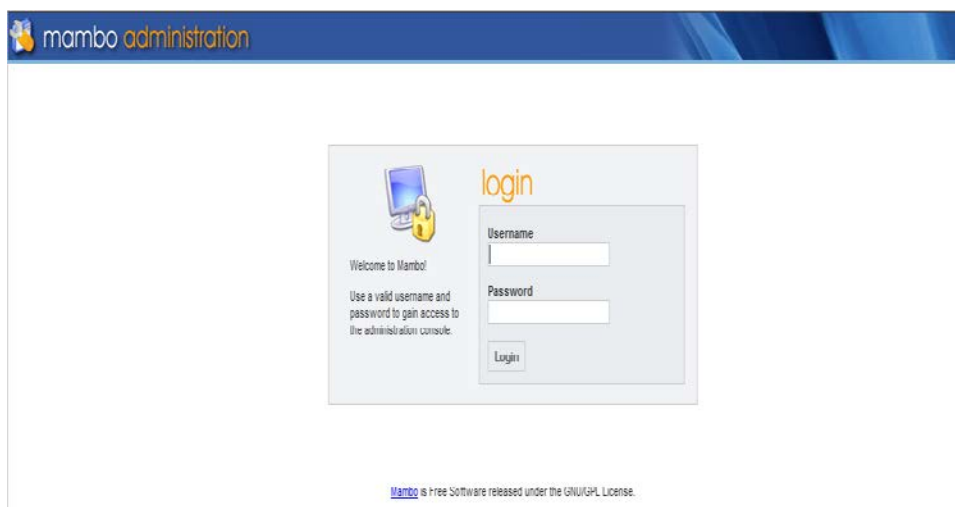 mambo administration
login
Username
Welcome to Mambo!
Password
Use a valid username and
password to gain access to
the administration console.
Login
Mambo is Free Software released under the GNU/GPL License.